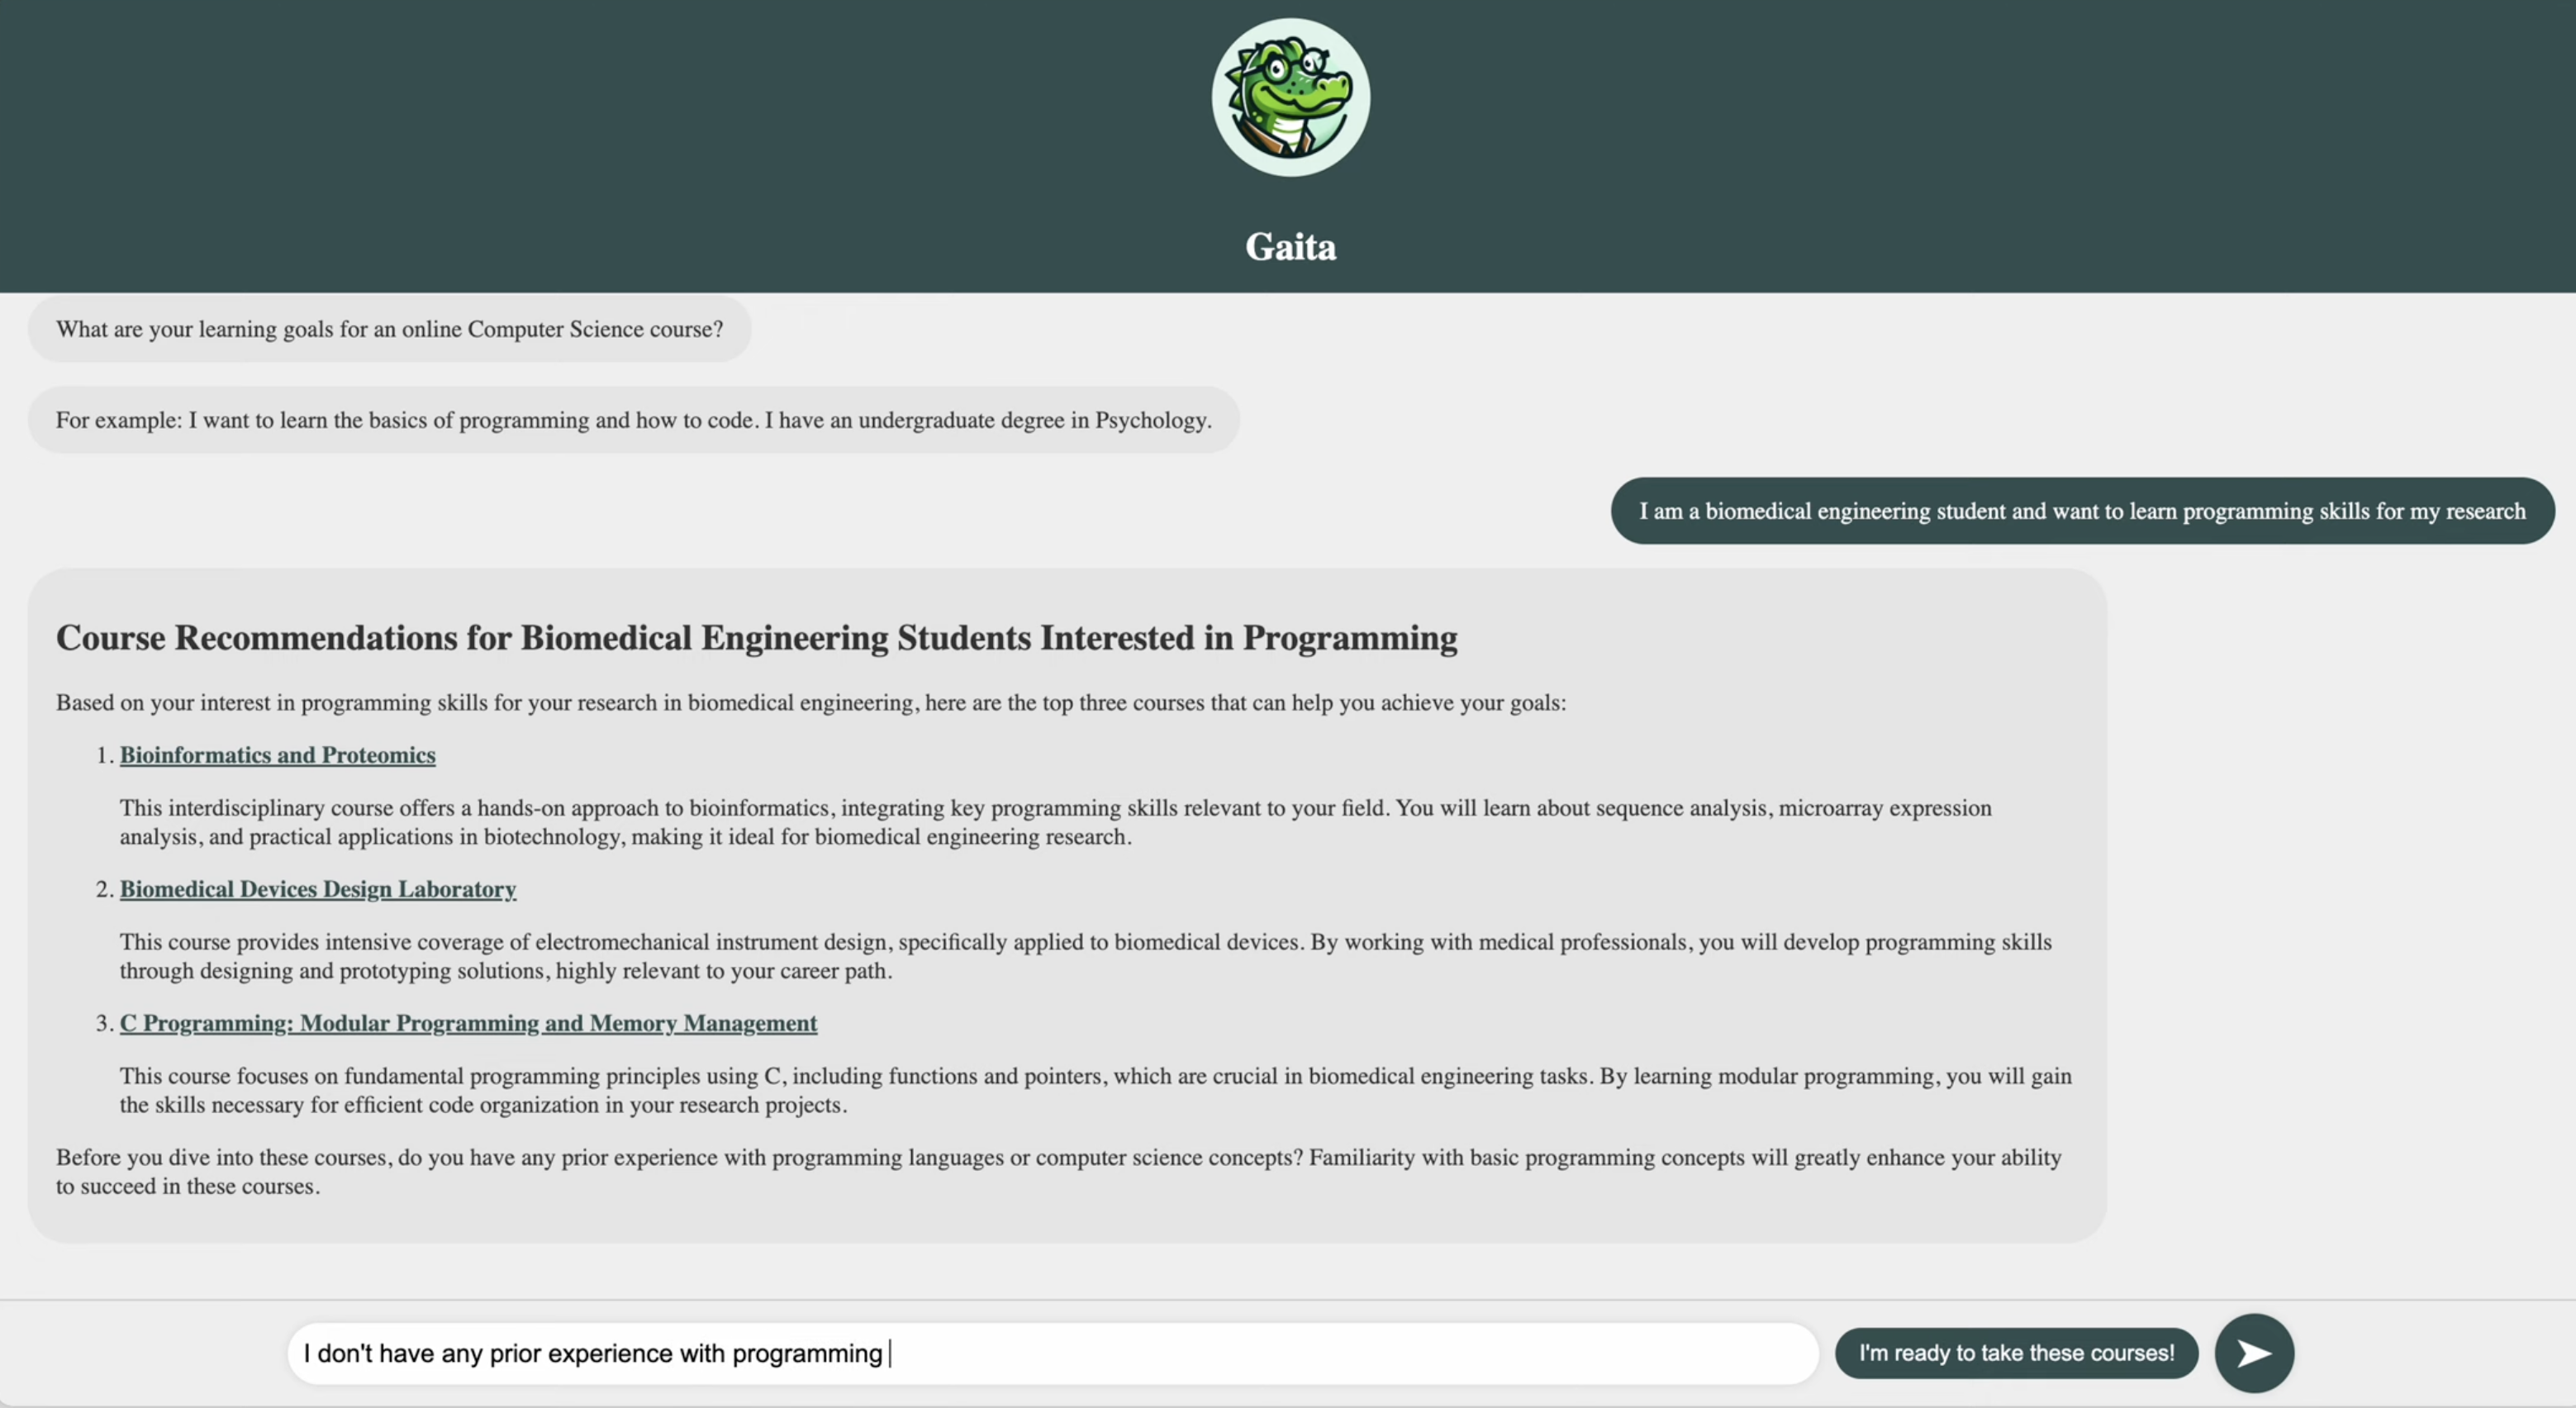 Gaita
What are your learning goals for an online Computer Science course?
For example: I want to learn the basics of programming and how to code. I have an undergraduate degree in Psychology.
I am a biomedical engineering student and want to learn programming skills for my research
Course Recommendations for Biomedical Engineering Students Interested in Programming
Based on your interest in programming skills for your research in biomedical engineering, here are the top three courses that can help you achieve your goals:
1. Bioinformatics and Proteomics
This interdisciplinary course offers a hands-on approach to bioinformatics, integrating key programming skills relevant to your field. You will learn about sequence analysis, microarray expression
analysis, and practical applications in biotechnology, making it ideal for biomedical engineering research.
2. Biomedical Devices Design Laboratory
This course provides intensive coverage of electromechanical instrument design, specifically applied to biomedical devices. By working with medical professionals, you will develop programming skills
through designing and prototyping solutions, highly relevant to your career path.
3. C Programming: Modular Programming and Memory Management
This course focuses on fundamental programming principles using C, including functions and pointers, which are crucial in biomedical engineering tasks. By learning modular programming, you will gain
the skills necessary for efficient code organization in your research projects.
Before you dive into these courses, do you have any prior experience with programming languages or computer science concepts? Familiarity with basic programming concepts will greatly enhance your ability
to succeed in these courses.
I don't have any prior experience with programming
I'm ready to take these courses!